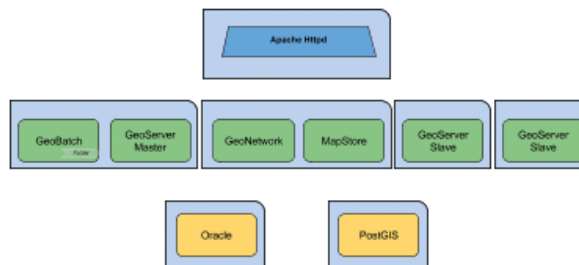 Apache Httpd
GeoBatch
GeoServer
Master
GeoNetwork
MapStore
GeoServer
Slave
GeoServer
Slave
Oracle
PostGIS